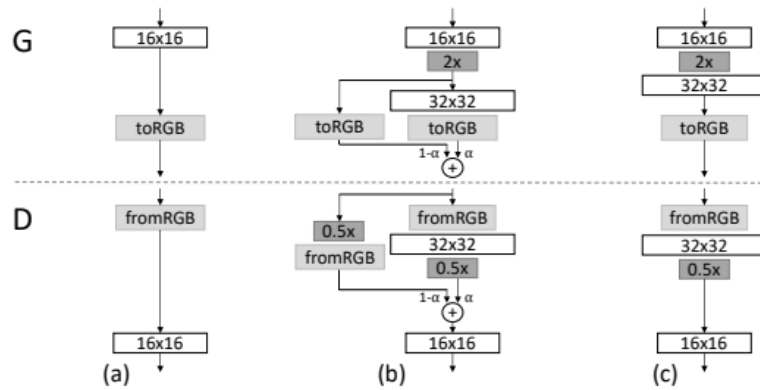 G
16x16
toRGB
16x16
2x
32x32
toRGB toRGB
1-α α
+
16x16
2x
32x32
toRGB
D
fromRGB
16x16
(a)
fromRGB
0.5x
32x32
fromRGB
0.5x
1-α α
+
16x16
(b)
fromRGB
32x32
0.5x
16x16
(c)